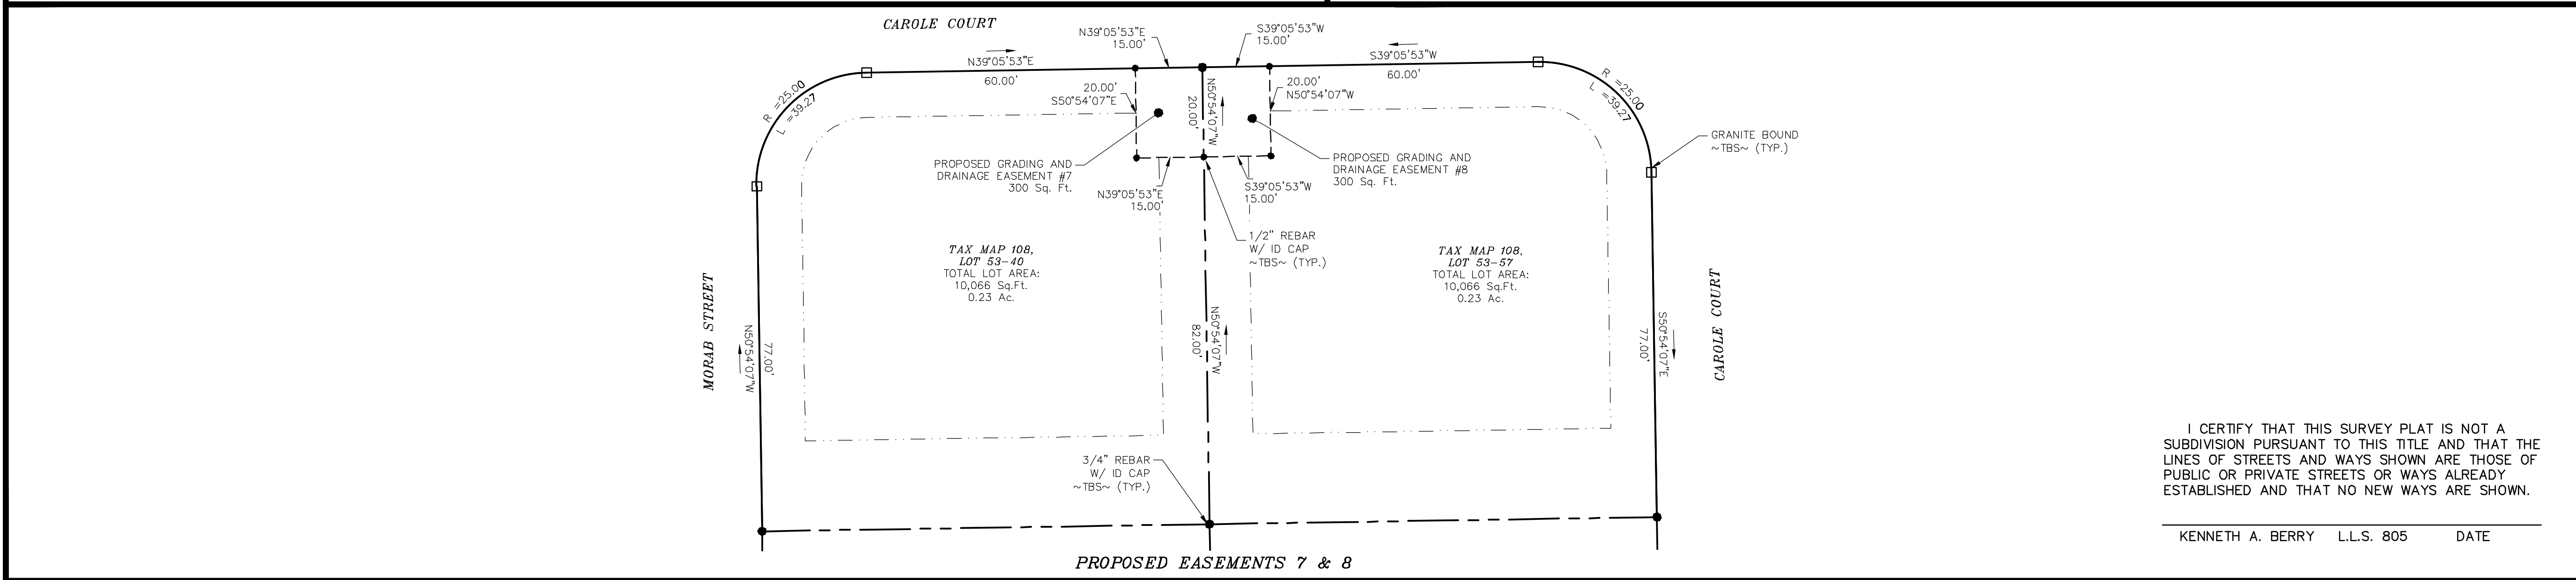 CAROLE COURT
N39°05'53"E
15.00'
S39°05'53"W
15.00'
N39°05'53"E
60.00'
S39°05'53"W
60.00'
R =25.00
L =39.27
20.00'
S50°54'07"E
N50°54'07"W
20.00'
20.00'
N50°54'07"W
R =25.00
L =39.27
GRANITE BOUND
~TBS~ (TYP.)
PROPOSED GRADING AND
DRAINAGE EASEMENT #7
300 Sq. Ft.
PROPOSED GRADING AND
DRAINAGE EASEMENT #8
300 Sq. Ft.
N39°05'53"E
15.00'
S39°05'53"W
15.00'
1/2" REBAR
W/ ID CAP
~TBS~ (TYP.)
TAX MAP 108,
LOT 53-40
TOTAL LOT AREA:
10,066 Sq.Ft.
0.23 Ac.
TAX MAP 108,
LOT 53-57
TOTAL LOT AREA:
10,066 Sq.Ft.
0.23 Ac.
MORAB STREET
N50°54'07"W
77.00'
N50°54'07"W
82.00'
77.00'
S50°54'07"E
CAROLE COURT
3/4" REBAR
W/ ID CAP
~TBS~ (TYP.)
PROPOSED EASEMENTS 7 & 8
I CERTIFY THAT THIS SURVEY PLAT IS NOT A
SUBDIVISION PURSUANT TO THIS TITLE AND THAT THE
LINES OF STREETS AND WAYS SHOWN ARE THOSE OF
PUBLIC OR PRIVATE STREETS OR WAYS ALREADY
ESTABLISHED AND THAT NO NEW WAYS ARE SHOWN.
KENNETH A. BERRY L.L.S. 805 DATE